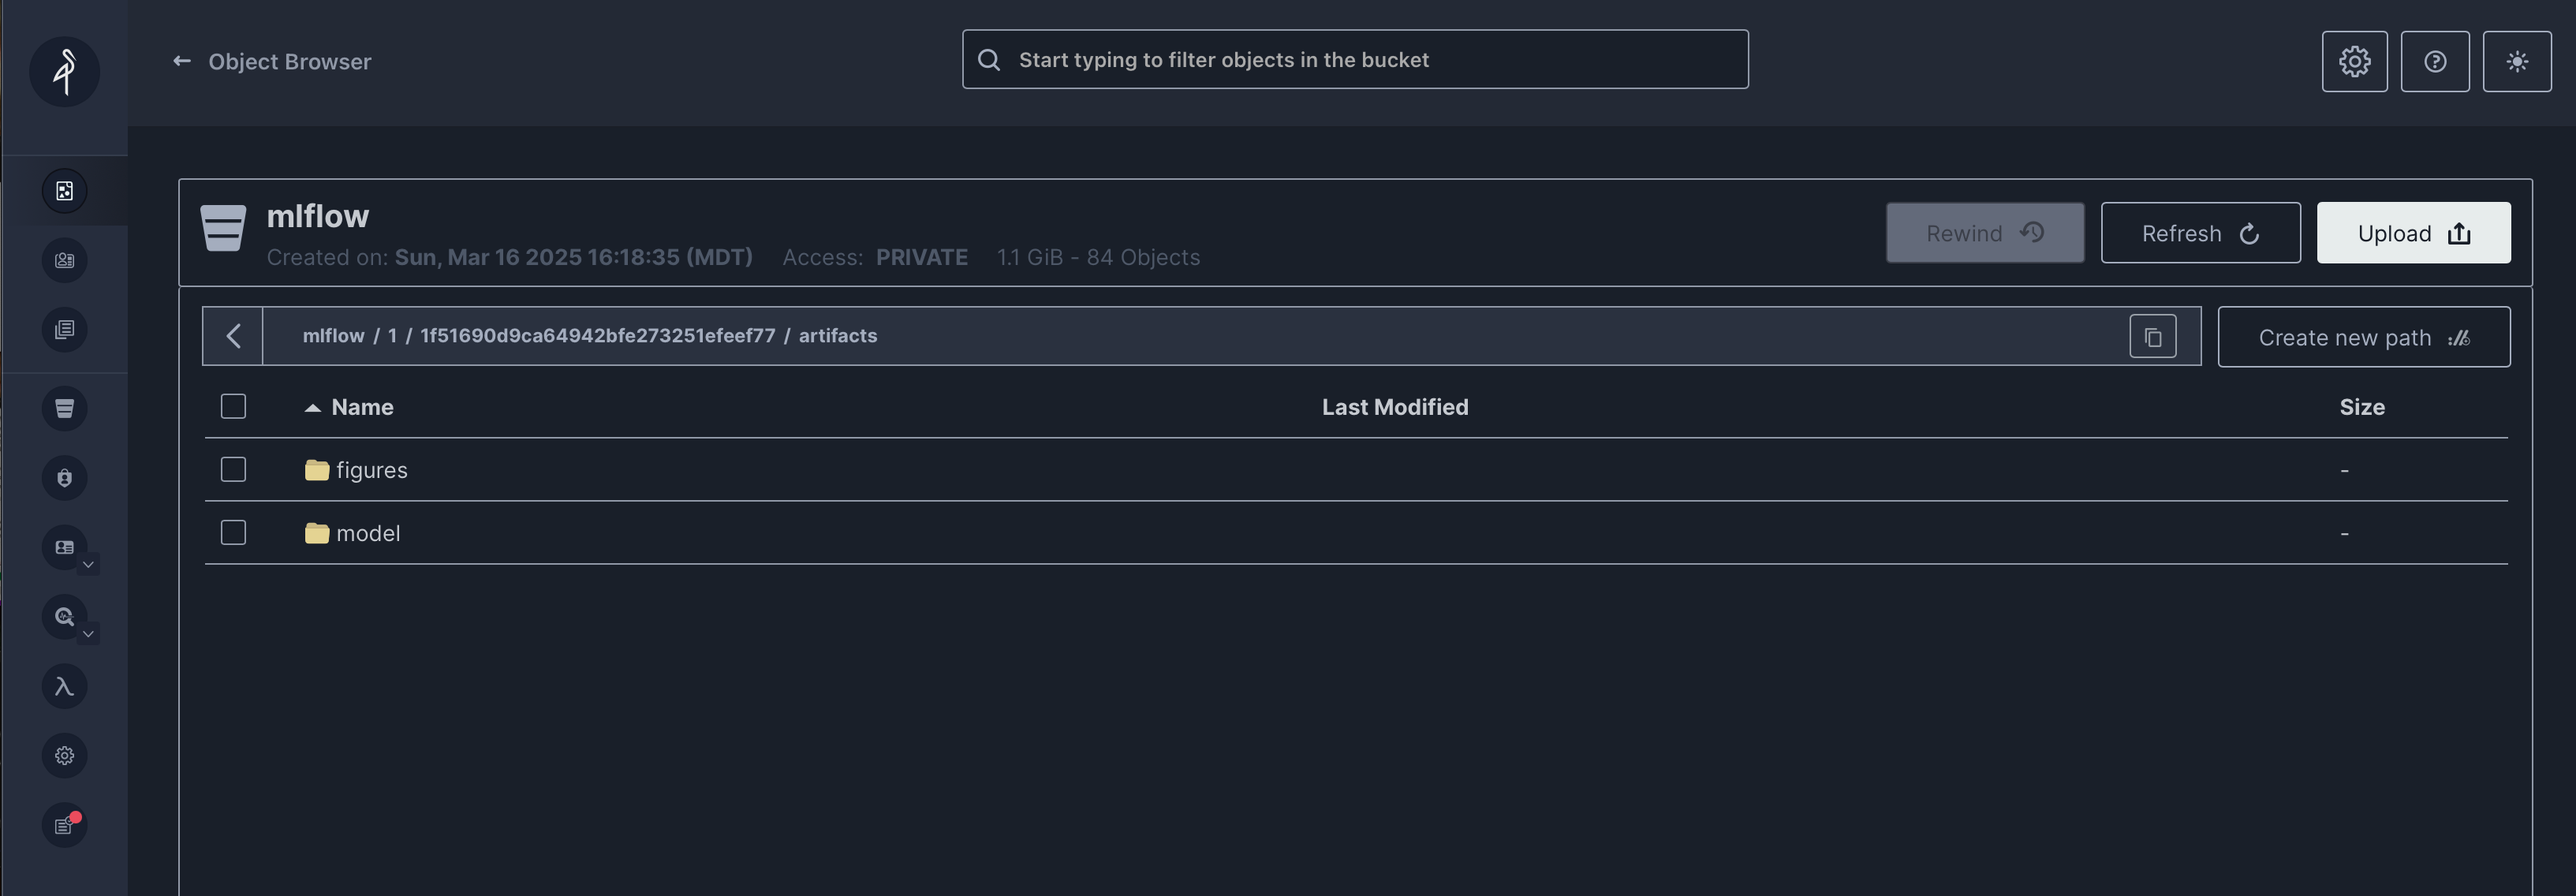 Object Browser
Start typing to filter objects in the bucket
mlflow
Created on: Sun, Mar 16 2025 16:18:35 (MDT) Access: PRIVATE 1.1 GiB - 84 Objects
Rewind
Refresh
Upload
mlflow / 1 / 1f51690d9ca64942bfe273251efeef77 / artifacts
Create new path
Name Last Modified Size
figures -
model -